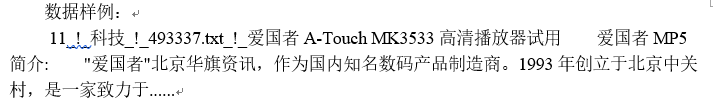 数据样例：
11_!_科技_!_493337.txt_!_爱国者 A-Touch MK3533 高清播放器试用  爱国者 MP5
简介:  "爱国者"北京华旗资讯，作为国内知名数码产品制造商。1993 年创立于北京中关
村，是一家致力于......